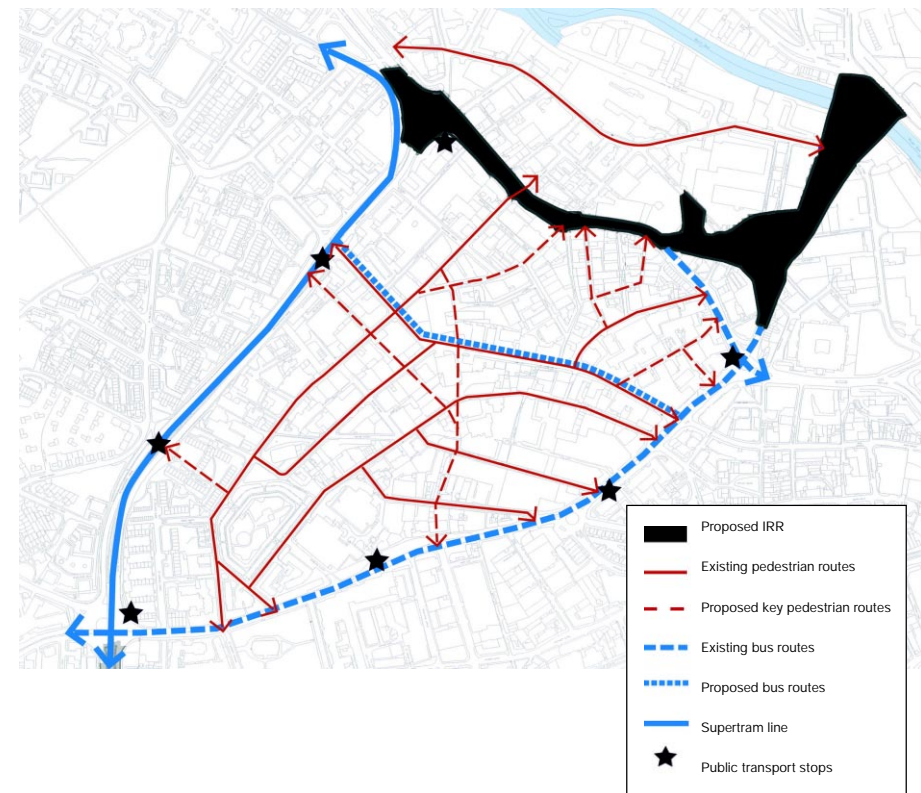 Proposed IRR
Existing pedestrian routes
Proposed key pedestrian routes
Existing bus routes
Proposed bus routes
Supertram line
Public transport stops